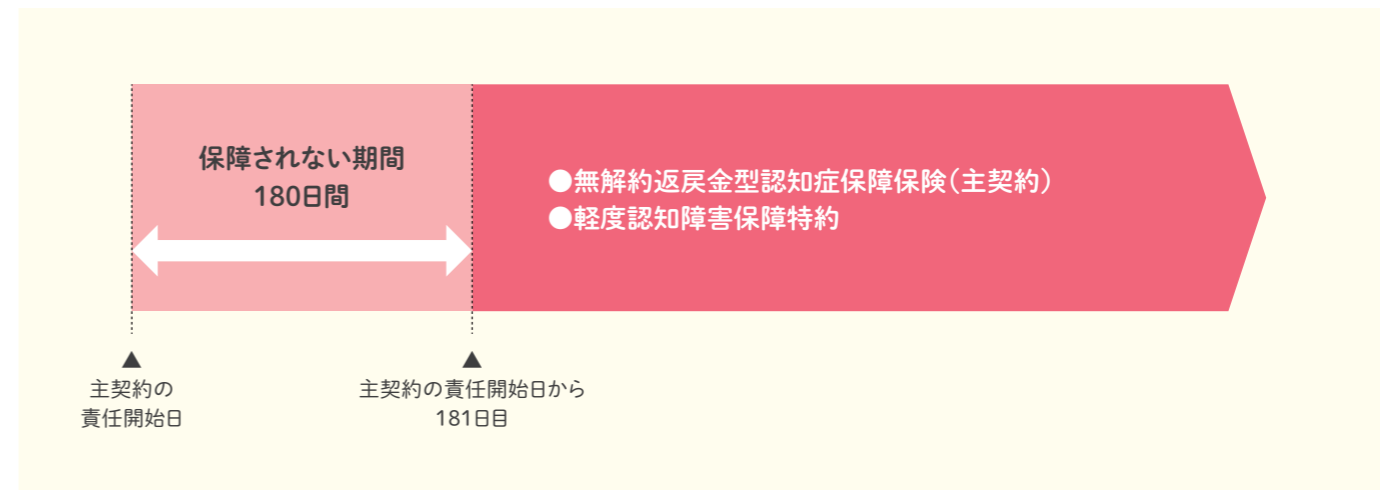 保障されない期間
180日間
●無解約返戻金型認知症保障保険(主契約)
●軽度認知障害保障特約
▲
主契約の
責任開始日
▲
主契約の責任開始日から
181日目